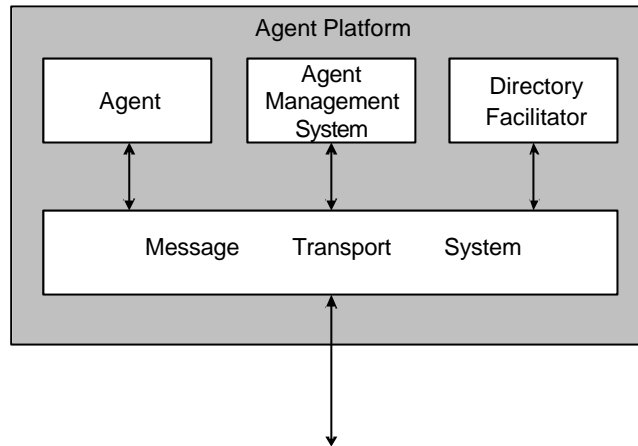 Agent Platform
Agent
Agent
Management
System
Directory
Facilitator
Message Transport System